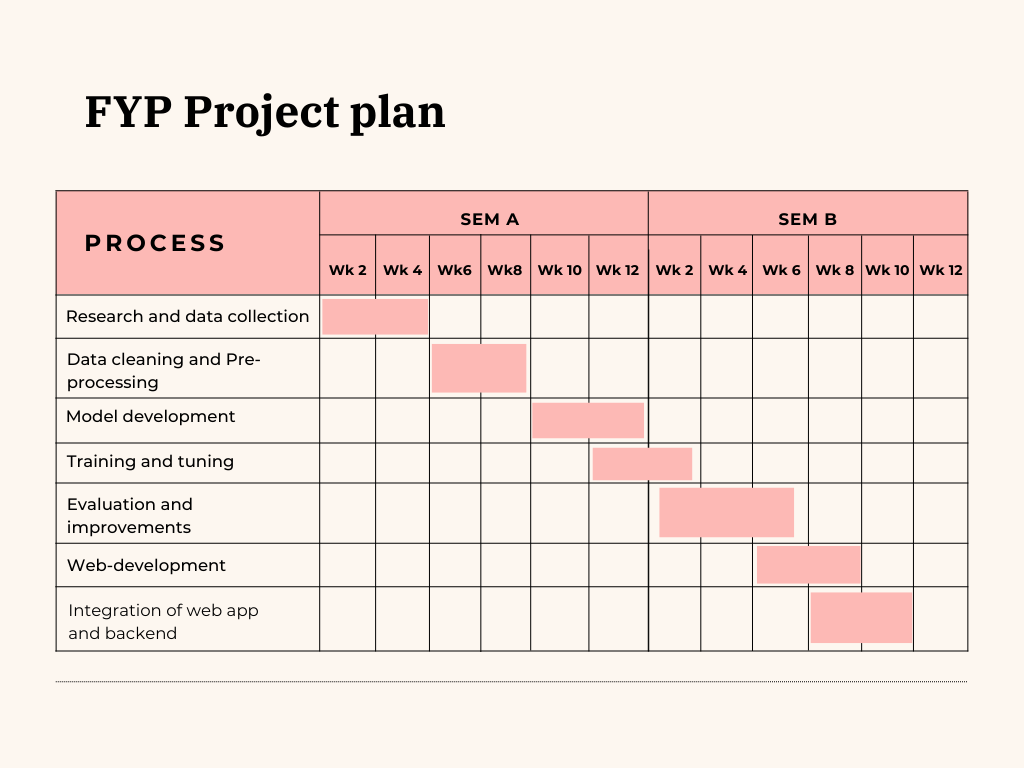 FYP Project plan
PROCESS
SEM A
SEM B
Wk 2
Wk 4
Wk6
Wk8
Wk 10
Wk 12
Wk 2
Wk 4
Wk 6
Wk 8
Wk 10
Wk 12
Research and data collection
Data cleaning and Pre-
processing
Model development
Training and tuning
Evaluation and
improvements
Web-development
Integration of web app
and backend